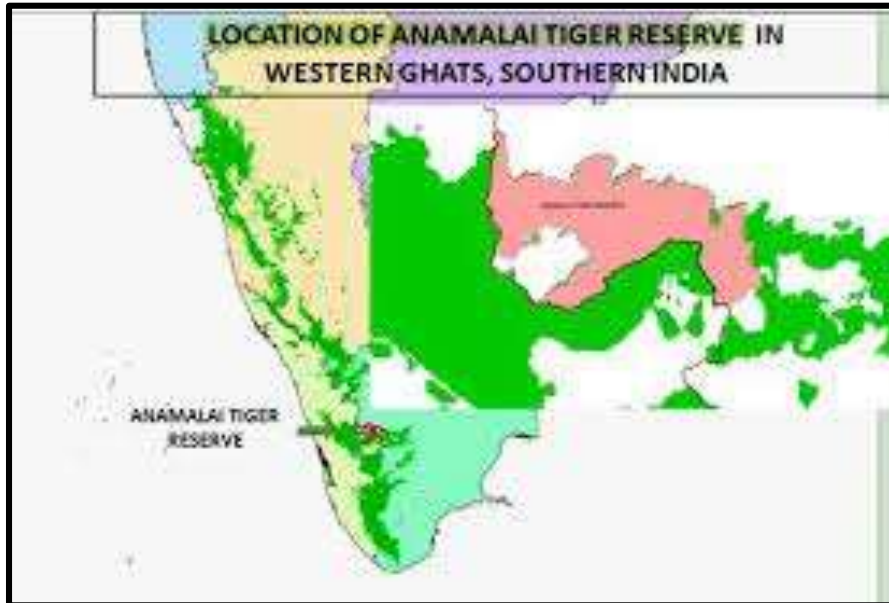 LOCATION OF ANAMALAI TIGER RESERVE IN
WESTERN GHATS, SOUTHERN INDIA
ANAMALAI TIGER
RESERVE